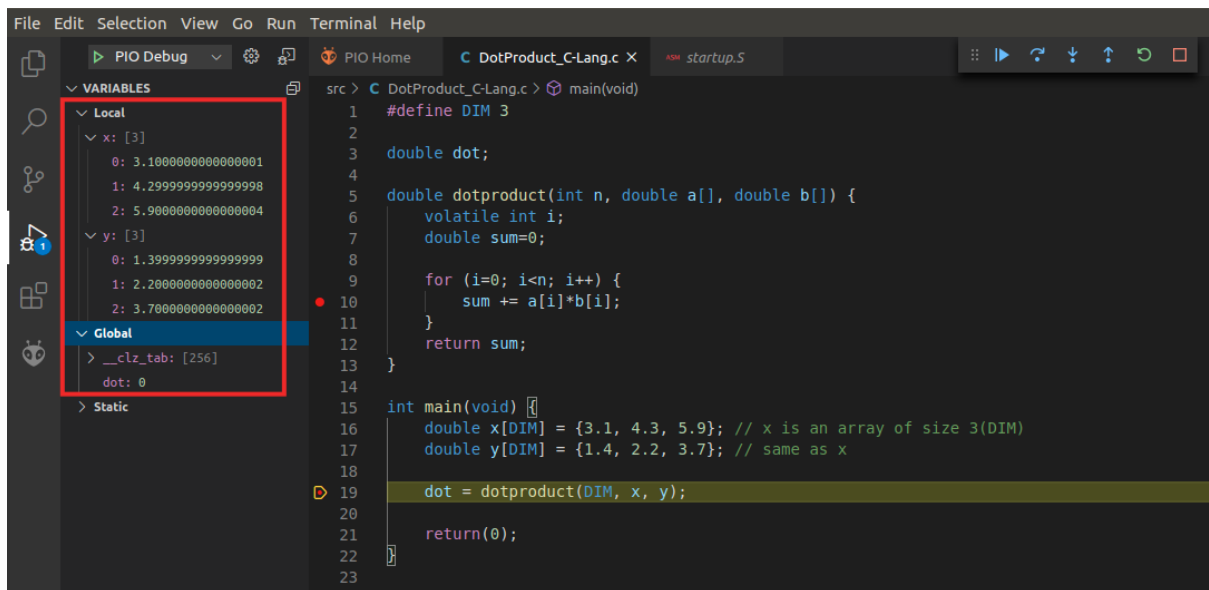 File Edit Selection View Go Run Terminal Help
PIO Debug
PIO Home
C DotProduct_C-Lang.c
ASM startup.S
VARIABLES
src > C DotProduct_C-Lang.c > main(void)
Local
x: [3]
0: 3.1000000000000001
1: 4.2999999999999998
2: 5.9000000000000004
y: [3]
0: 1.3999999999999999
1: 2.2000000000000002
2: 3.7000000000000002
Global
__clz_tab: [256]
dot: 0
Static
1
1 #define DIM 3
2
3 double dot;
4
5 double dotproduct(int n, double a[], double b[]) {
6 volatile int i;
7 double sum=0;
8
9 for (i=0; i<n; i++) {
10 sum += a[i]*b[i];
11 }
12 return sum;
13 }
14
15 int main(void) {
16 double x[DIM] = {3.1, 4.3, 5.9}; // x is an array of size 3(DIM)
17 double y[DIM] = {1.4, 2.2, 3.7}; // same as x
18
19 dot = dotproduct(DIM, x, y);
20
21 return(0);
22 }
23